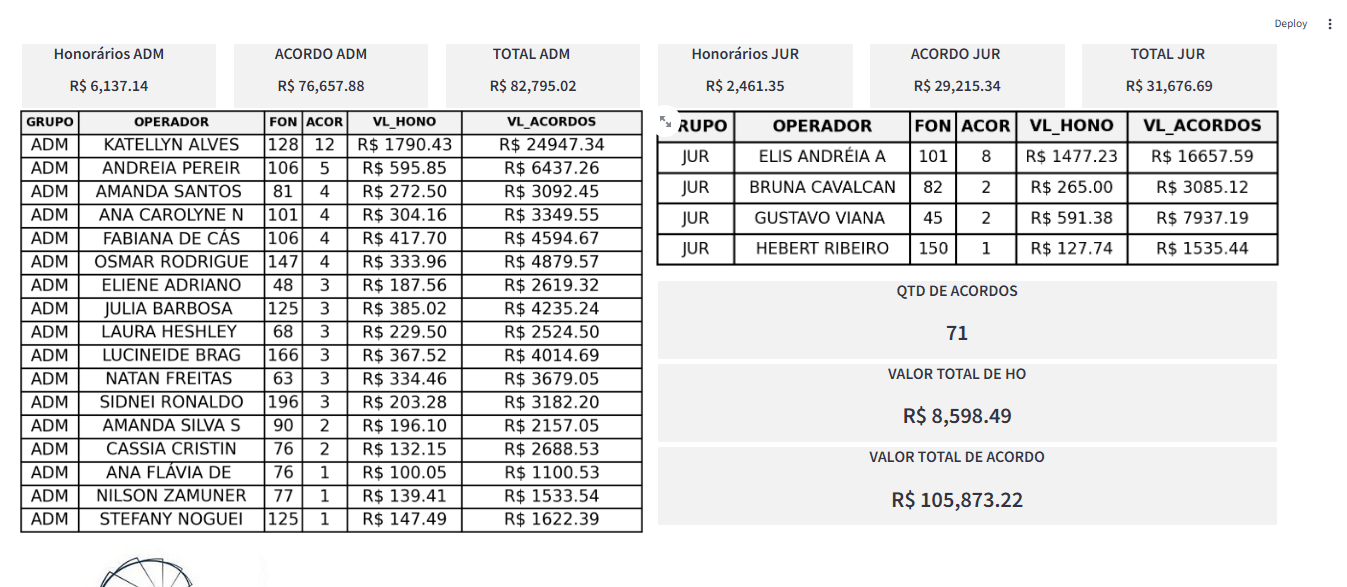 Deploy
Honorários ADM
R$ 6,137.14
ACORDO ADM
R$ 76,657.88
TOTAL ADM
R$ 82,795.02
Honorários JUR
R$ 2,461.35
ACORDO JUR
R$ 29,215.34
TOTAL JUR
R$ 31,676.69
GRUPO OPERADOR FON ACOR VL_HONO VL_ACORDOS
ADM KATELLYN ALVES 128 12 R$ 1790.43 R$ 24947.34
ADM ANDREIA PEREIR 106 5 R$ 595.85 R$ 6437.26
ADM AMANDA SANTOS 81 4 R$ 272.50 R$ 3092.45
ADM ANA CAROLYNE N 101 4 R$ 304.16 R$ 3349.55
ADM FABIANA DE CÁS 106 4 R$ 417.70 R$ 4594.67
ADM OSMAR RODRIGUE 147 4 R$ 333.96 R$ 4879.57
ADM ELIENE ADRIANO 48 3 R$ 187.56 R$ 2619.32
ADM JULIA BARBOSA 125 3 R$ 385.02 R$ 4235.24
ADM LAURA HESHLEY 68 3 R$ 229.50 R$ 2524.50
ADM LUCINEIDE BRAG 166 3 R$ 367.52 R$ 4014.69
ADM NATAN FREITAS 63 3 R$ 334.46 R$ 3679.05
ADM SIDNEI RONALDO 196 3 R$ 203.28 R$ 3182.20
ADM AMANDA SILVA S 90 2 R$ 196.10 R$ 2157.05
ADM CASSIA CRISTIN 76 2 R$ 132.15 R$ 2688.53
ADM ANA FLÁVIA DE 76 1 R$ 100.05 R$ 1100.53
ADM NILSON ZAMUNER 77 1 R$ 139.41 R$ 1533.54
ADM STEFANY NOGUEI 125 1 R$ 147.49 R$ 1622.39
RUPO OPERADOR FON ACOR VL_HONO VL_ACORDOS
JUR ELIS ANDRÉIA A 101 8 R$ 1477.23 R$ 16657.59
JUR BRUNA CAVALCAN 82 2 R$ 265.00 R$ 3085.12
JUR GUSTAVO VIANA 45 2 R$ 591.38 R$ 7937.19
JUR HEBERT RIBEIRO 150 1 R$ 127.74 R$ 1535.44
QTD DE ACORDOS
71
VALOR TOTAL DE HO
R$ 8,598.49
VALOR TOTAL DE ACORDO
R$ 105,873.22